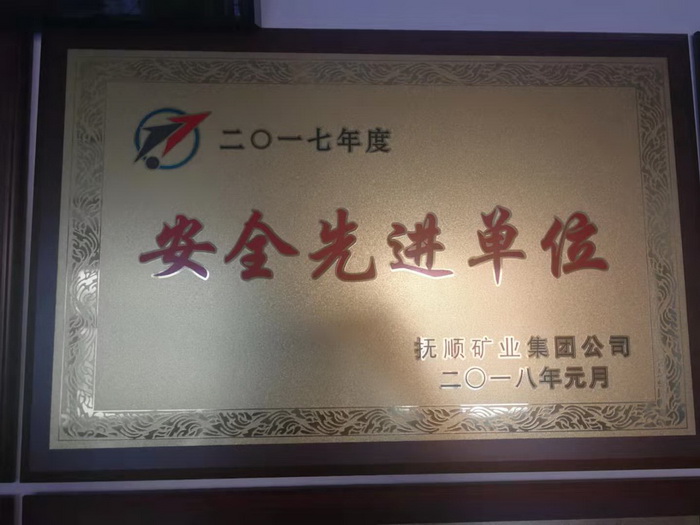 二〇一七年度
安全先进单位
抚顺矿业集团公司
二〇一八年元月